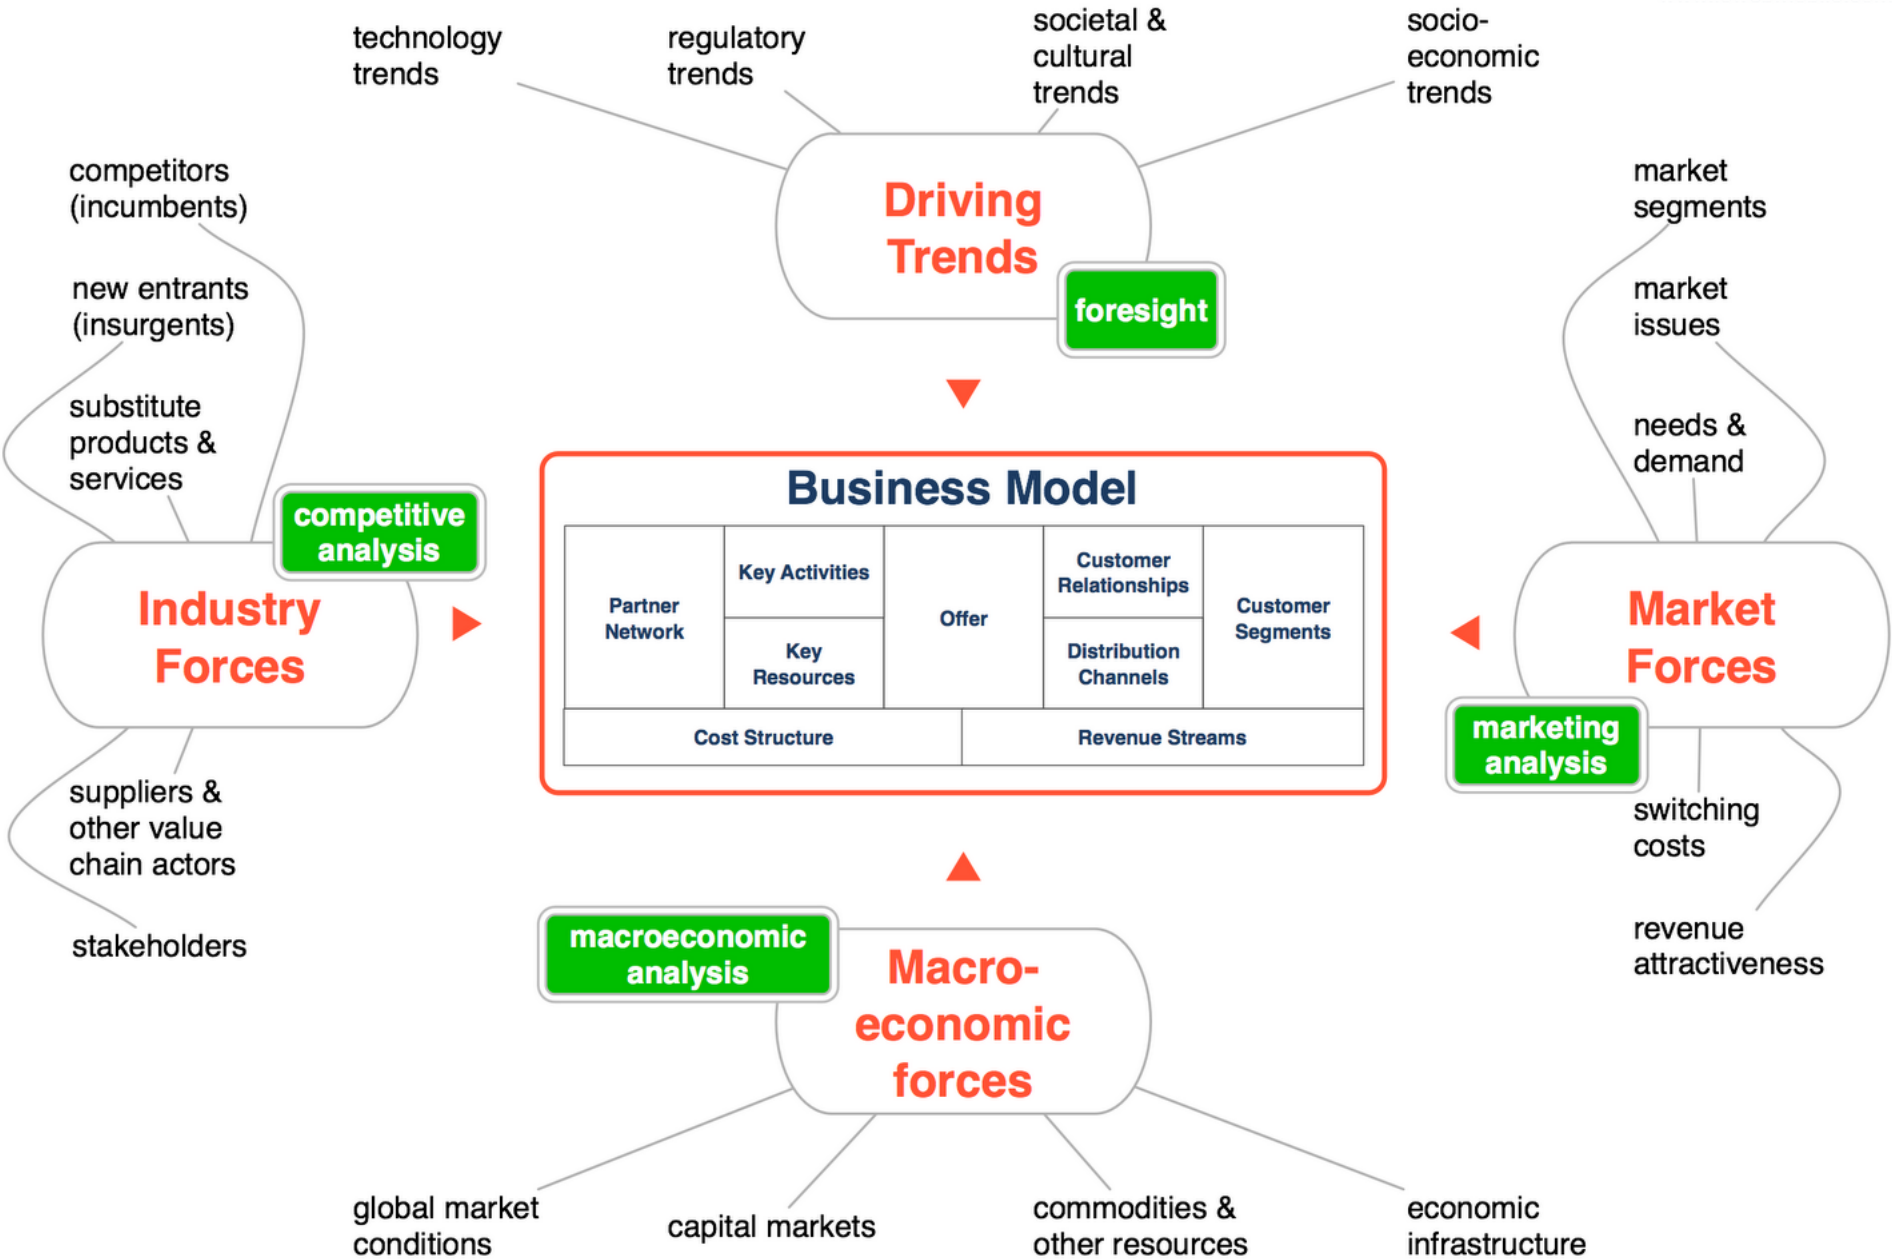 technology
trends
regulatory
trends
societal &
cultural
trends
socio-
economic
trends
Driving
Trends
foresight
competitors
(incumbents)
new entrants
(insurgents)
substitute
products &
services
competitive
analysis
Industry
Forces
suppliers &
other value
chain actors
stakeholders
Business Model
Partner
Network
Key Activities
Key
Resources
Offer
Customer
Relationships
Distribution
Channels
Customer
Segments
Cost Structure
Revenue Streams
market
segments
market
issues
needs &
demand
Market
Forces
marketing
analysis
switching
costs
revenue
attractiveness
macroeconomic
analysis
Macro-
economic
forces
global market
conditions
capital markets
commodities &
other resources
economic
infrastructure